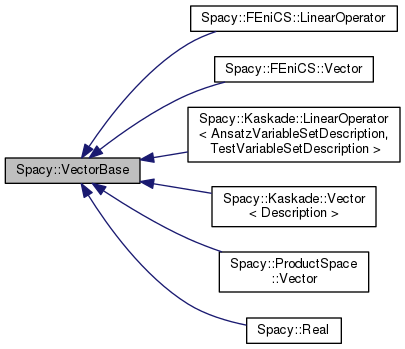 Spacy::FEniCS::LinearOperator
Spacy::FEniCS::Vector
Spacy::Kaskade::LinearOperator
< AnsatzVariableSetDescription,
TestVariableSetDescription >
Spacy::VectorBase
Spacy::Kaskade::Vector
< Description >
Spacy::ProductSpace
::Vector
Spacy::Real